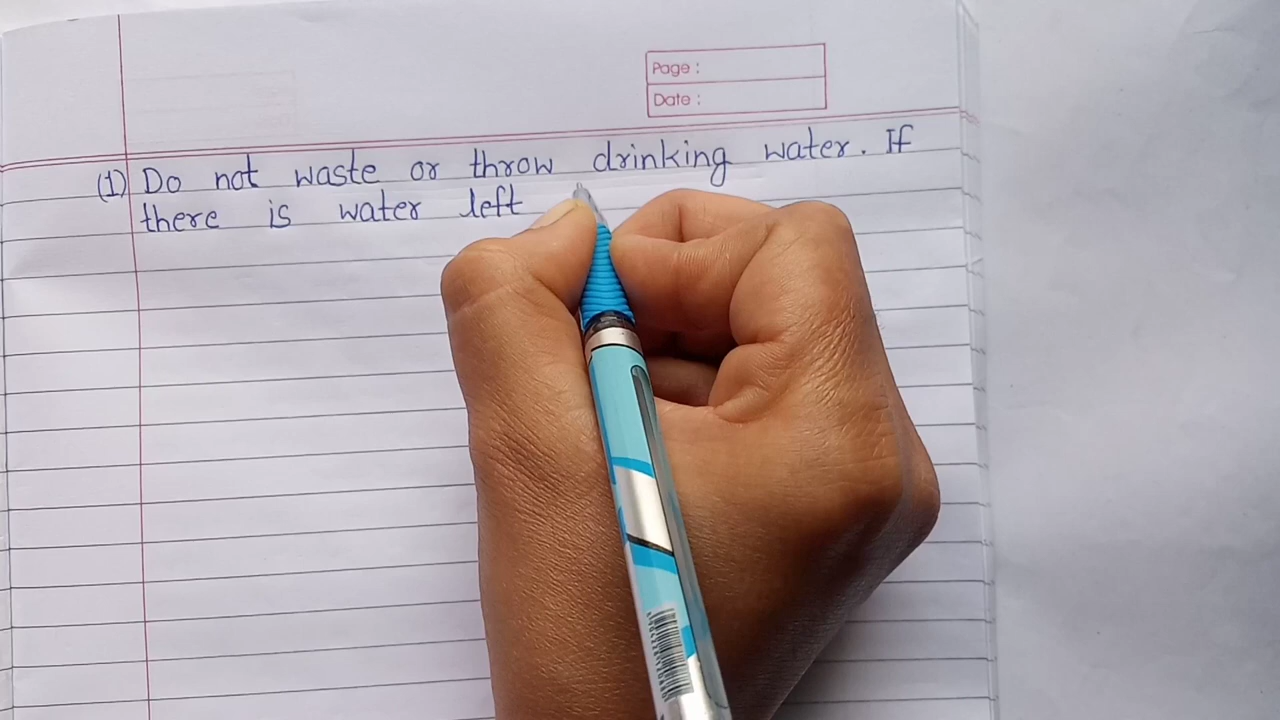 Page :
Date :
(1) Do not waste or throw drinking water. If
there is water left